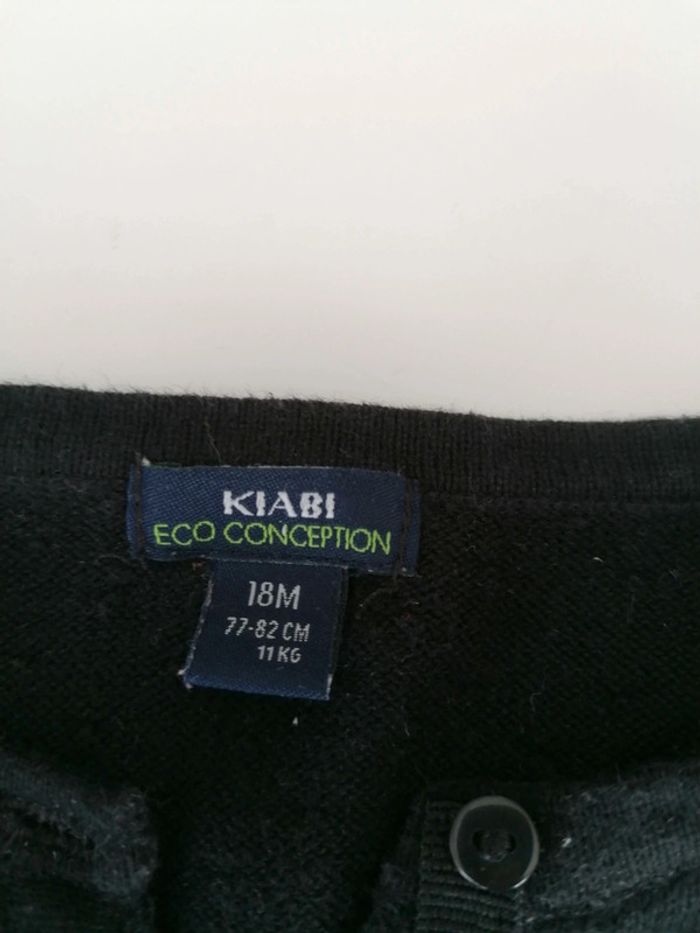 KIABI
ECO CONCEPTION
18M
77-82 CM
11 KG